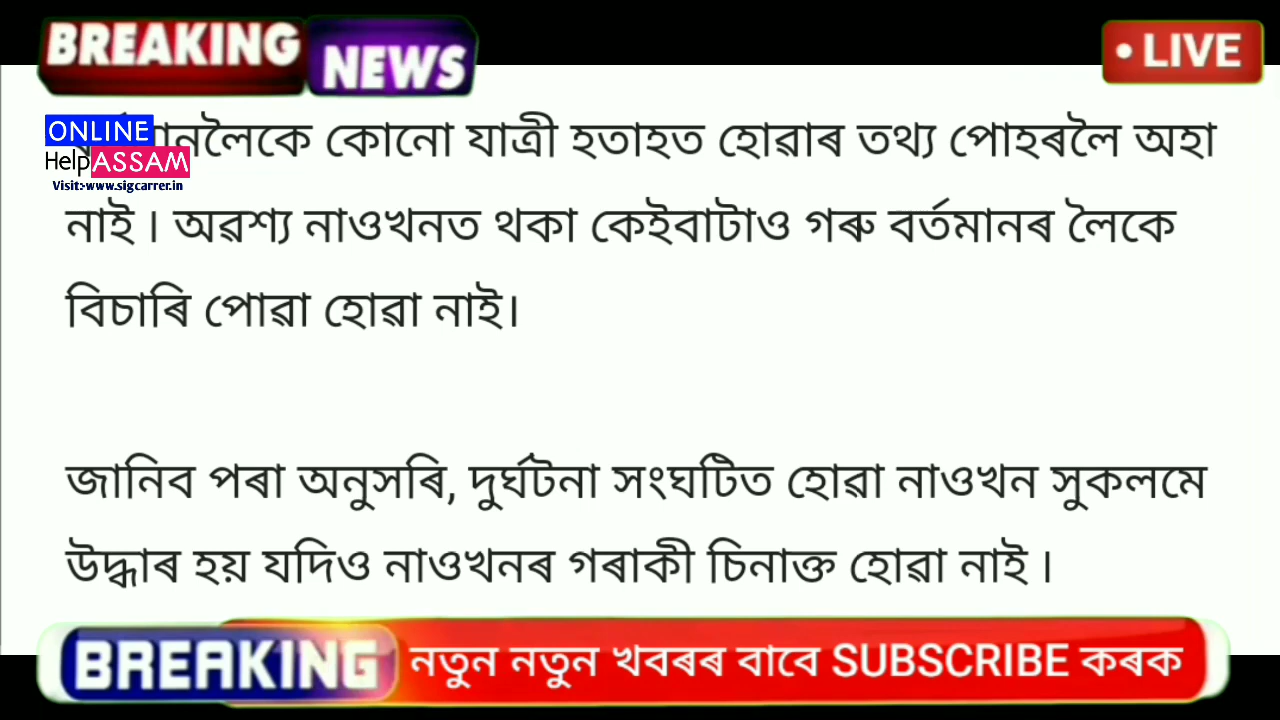 BREAKING NEWS
• LIVE
ONLINE
Help ASSAM
Visit:-www.sigcarrer.in
কোনো যাত্ৰী হতাহত হোৱাৰ তথ্য পোহৰলৈ অহা
নাই। অৱশ্য নাওখনত থকা কেইবাটাও গৰু বৰ্তমানৰ লৈকে
বিচাৰি পোৱা হোৱা নাই।
জানিব পৰা অনুসৰি, দুৰ্ঘটনা সংঘটিত হোৱা নাওখন সুকলমে
উদ্ধাৰ হয় যদিও নাওখনৰ গৰাকী চিনাক্ত হোৱা নাই।
BREAKING নতুন নতুন খবৰৰ বাবে SUBSCRIBE কৰক